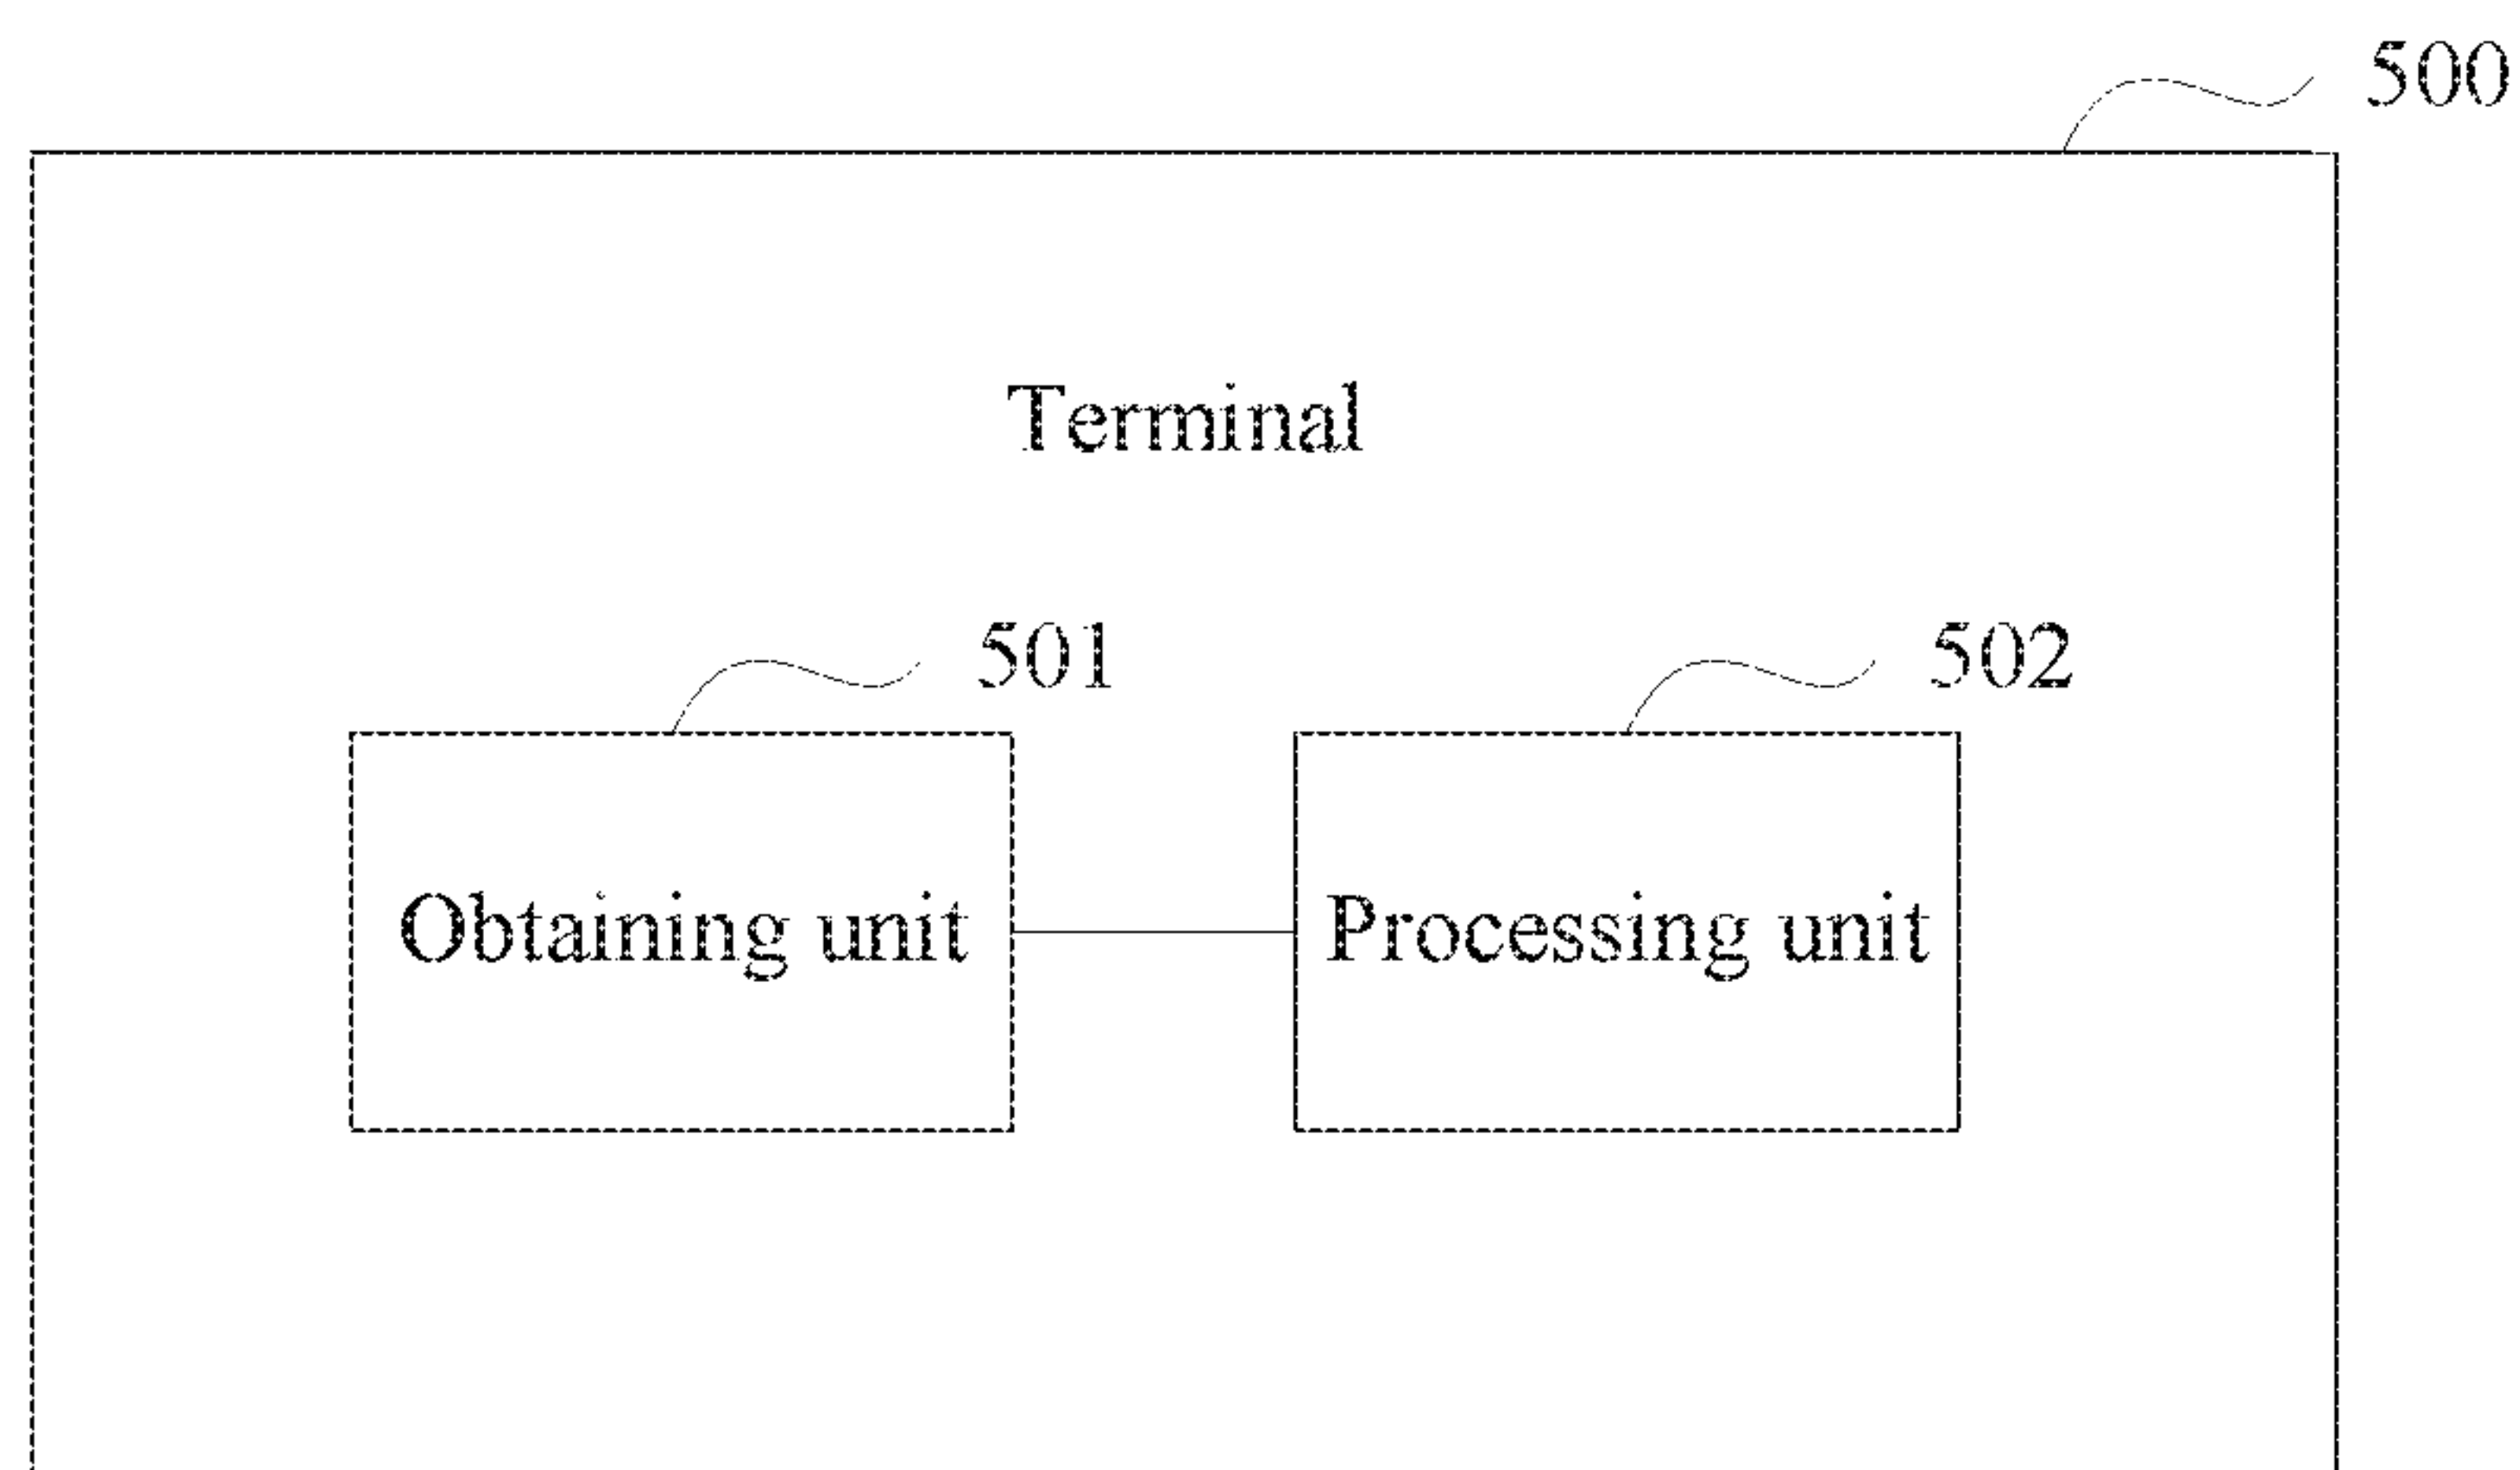 500
Terminal
501
502
Obtaining unit
Processing unit